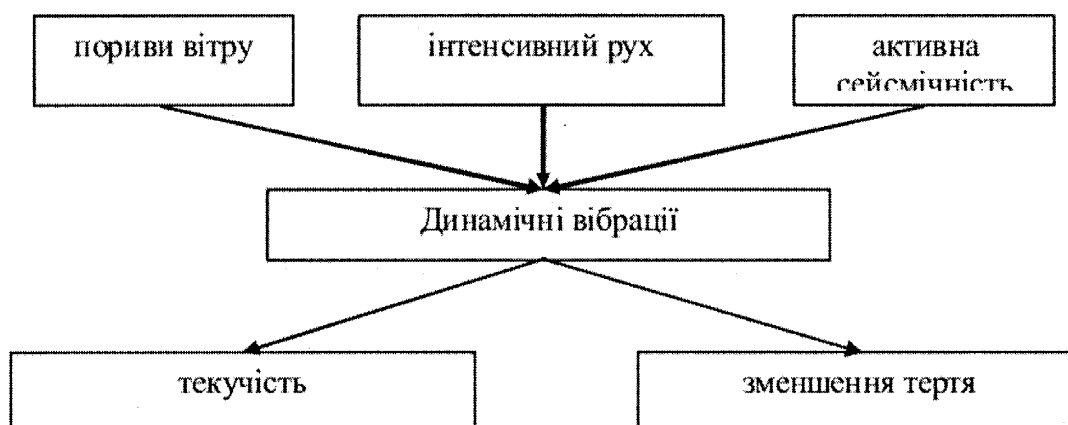 пориви вітру
інтенсивний рух
активна
сейсмічність
Динамічні вібрації
текучість
зменшення тертя